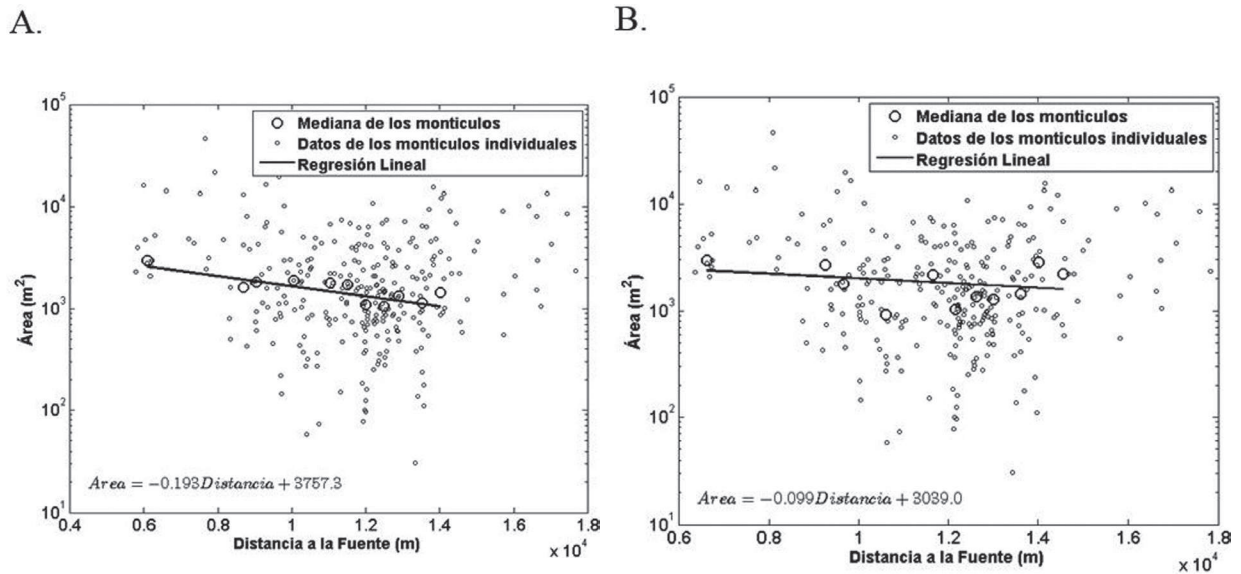 A.
10^5
10^4
10^3
10^2
10^1
Área (m^2)
Mediana de los monticulos
Datos de los monticulos individuales
Regresión Lineal
Area = −0.193Distancia + 3757.3
0.4 0.6 0.8 1 1.2 1.4 1.6 1.8
Distancia a la Fuente (m)
x 10^4
B.
10^5
10^4
10^3
10^2
10^1
Área (m^2)
Mediana de los monticulos
Datos de los monticulos individuales
Regresión Lineal
Area = −0.099Distancia + 3039.0
0.6 0.8 1 1.2 1.4 1.6 1.8
Distancia a la Fuente (m)
x 10^4